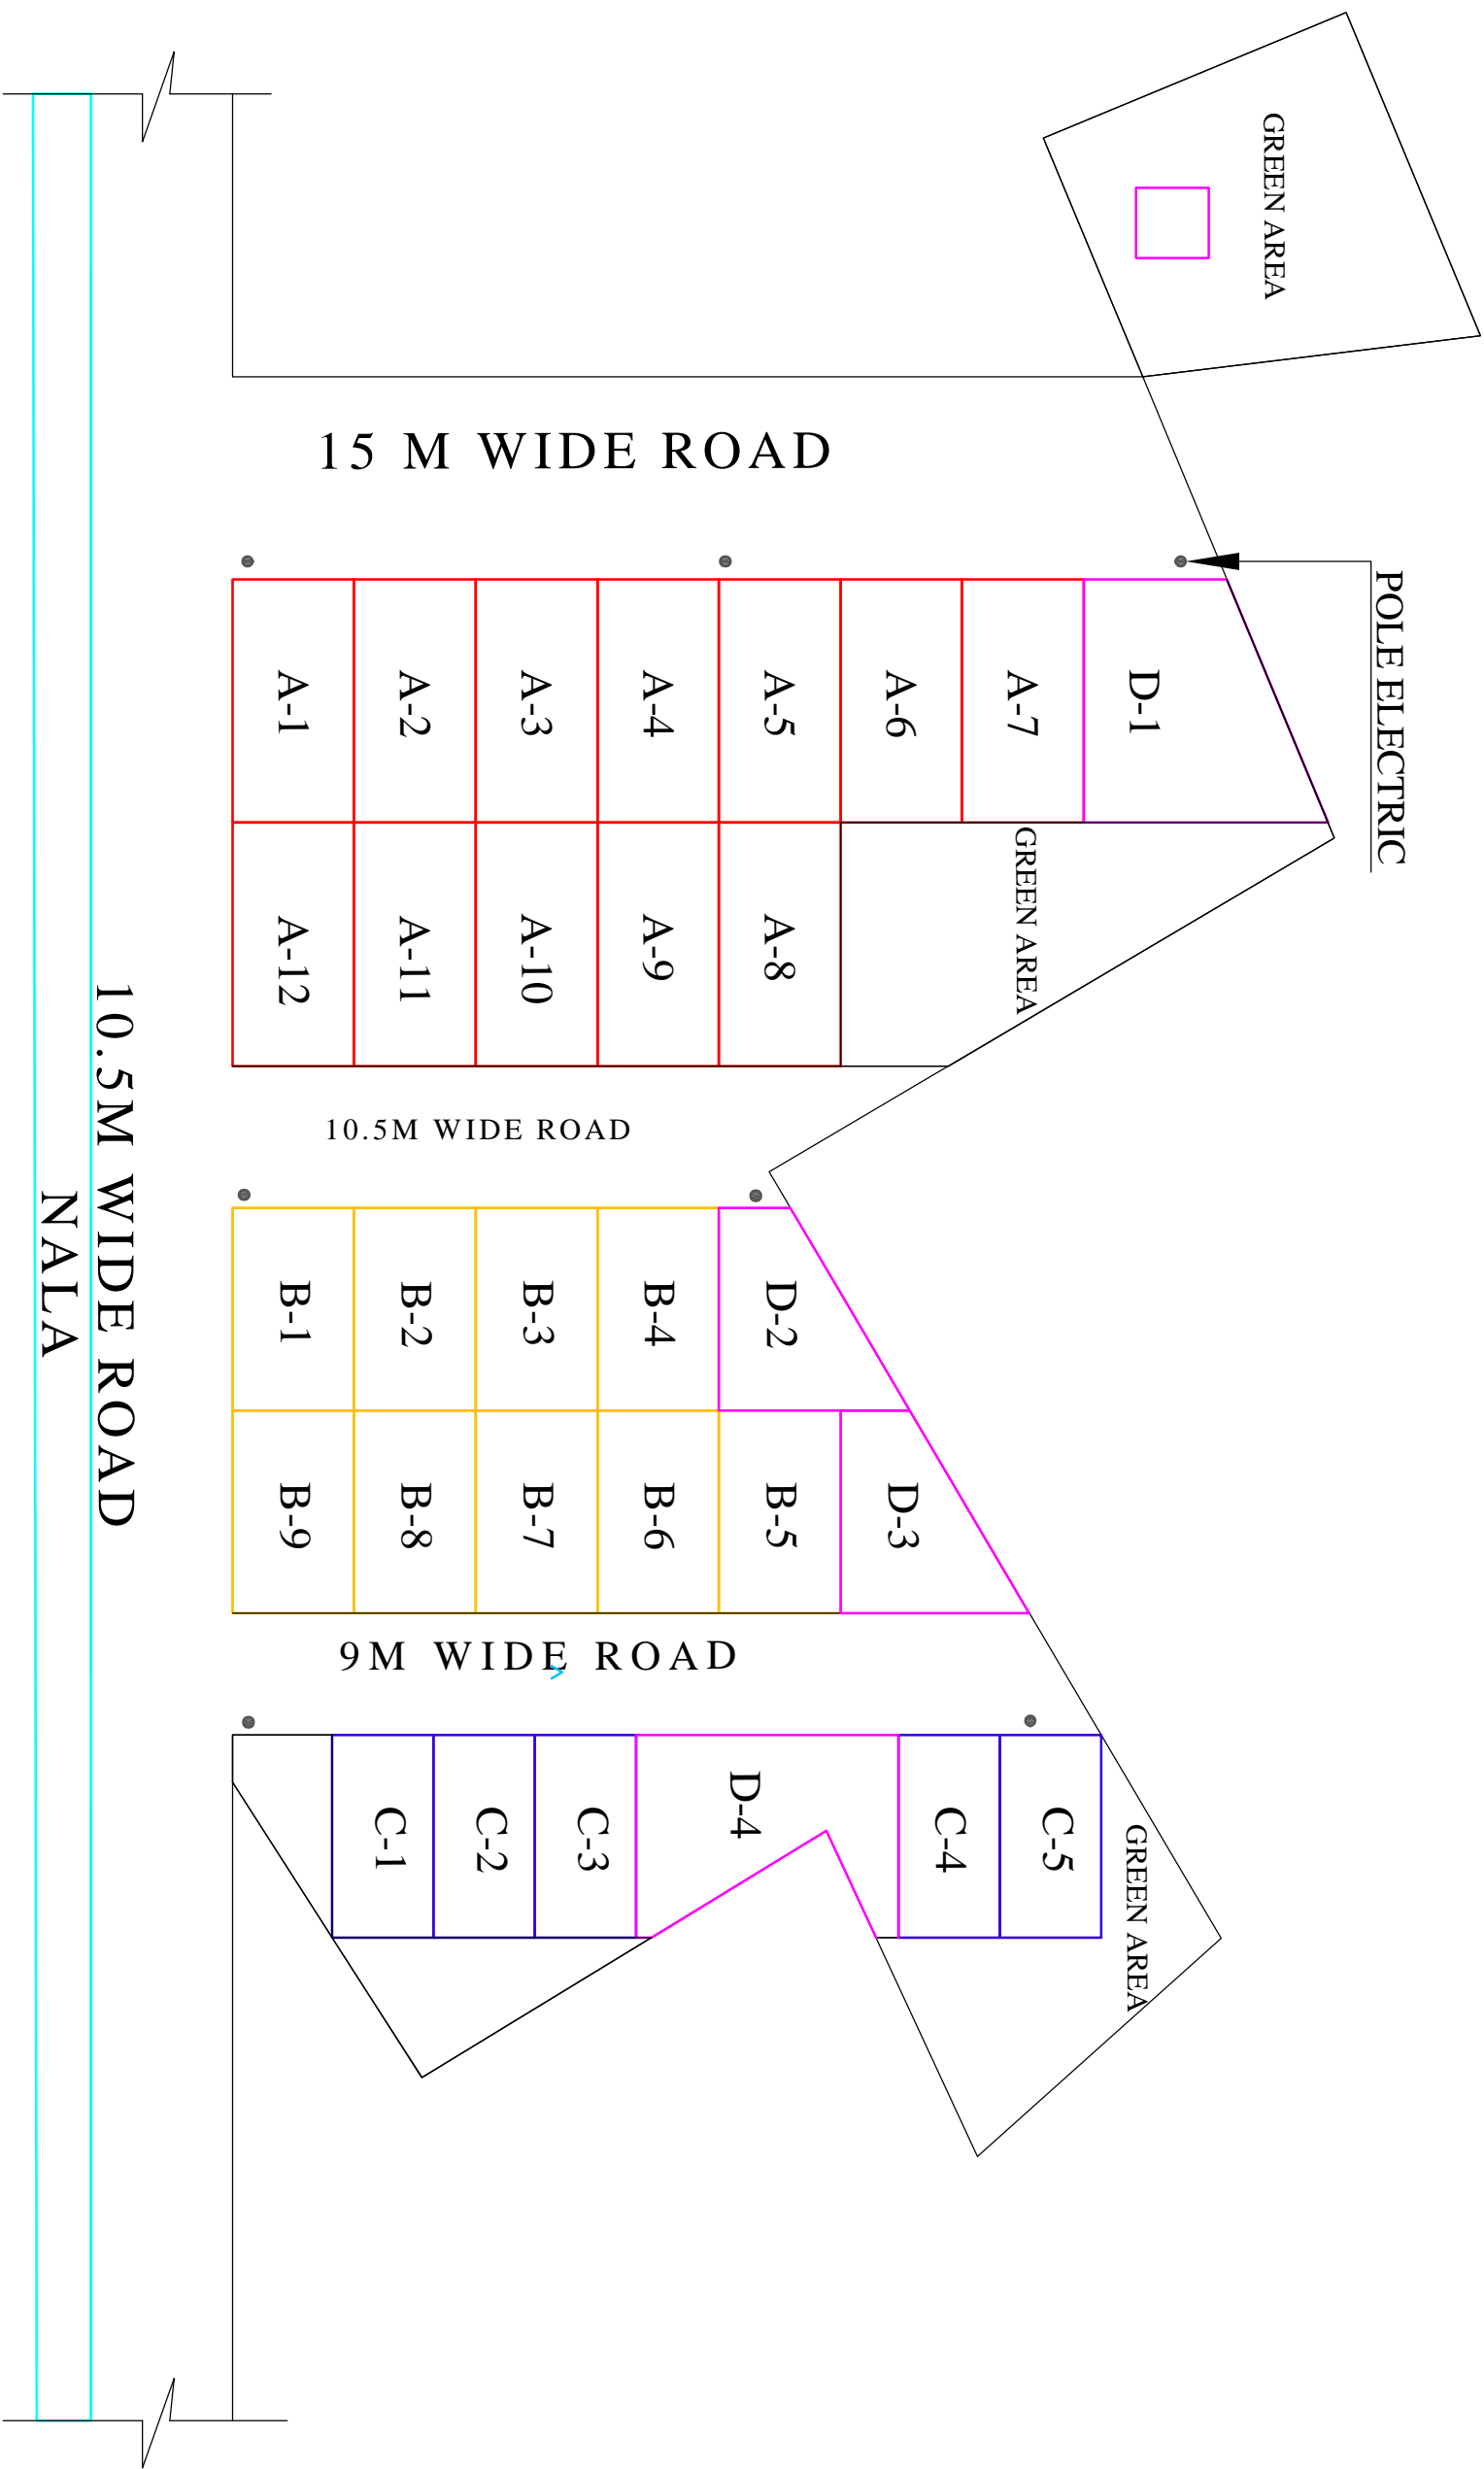 GREEN AREA
15 M WIDE ROAD
POLE ELECTRIC
A-1
A-2
A-3
A-4
A-5
A-6
A-7
D-1
A-12
A-11
A-10
A-9
A-8
GREEN AREA
10.5M WIDE ROAD
10.5M WIDE ROAD
NALA
B-1
B-2
B-3
B-4
D-2
B-9
B-8
B-7
B-6
B-5
D-3
9M WIDE ROAD
C-1
C-2
C-3
D-4
C-4
C-5
GREEN AREA